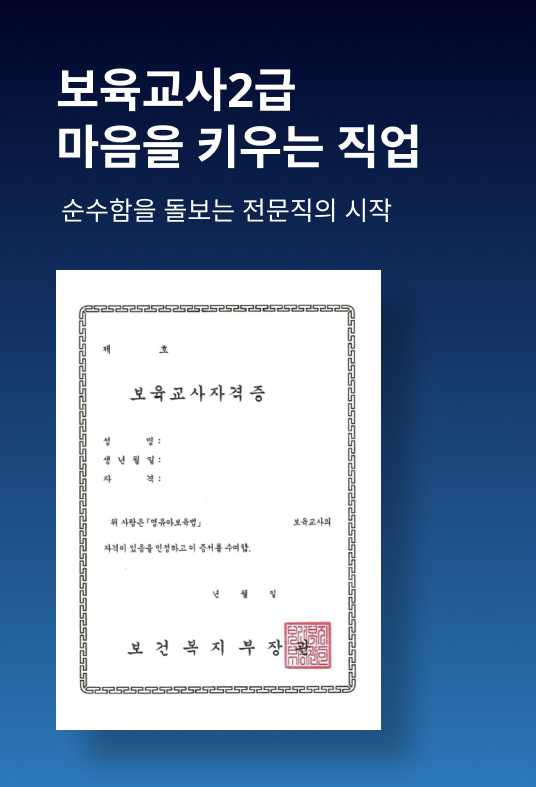 보육교사2급
마음을 키우는 직업
순수함을 돌보는 전문직의 시작
제 호
보육교사자격증
성 명 :
생 년 월 일 :
자 격 :
위 사람은 「영유아보육법」 보육교사의
자격이 있음을 인정하고 이 증서를 수여함.
년 월 일
보 건 복 지 부 장 관